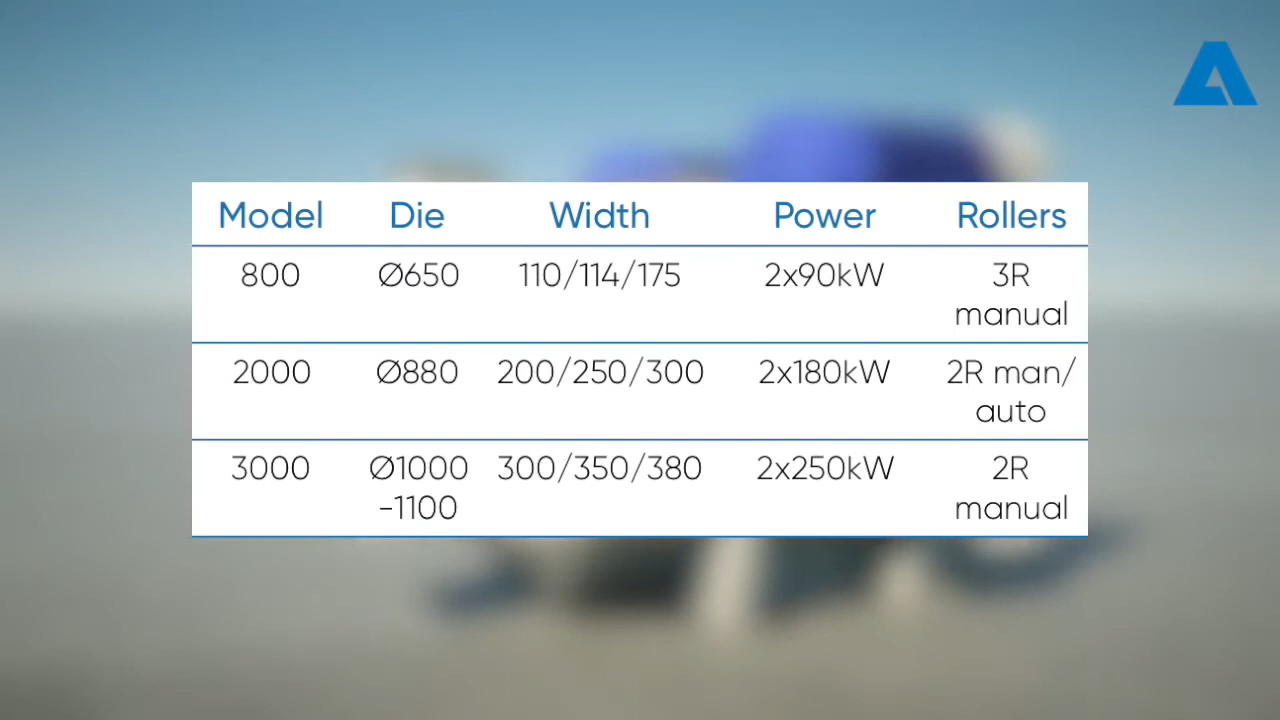 Model Die Width Power Rollers
800 Ø650 110/114/175 2x90kW 3R
manual
2000 Ø880 200/250/300 2x180kW 2R man/
auto
3000 Ø1000 300/350/380 2x250kW 2R
-1100 manual